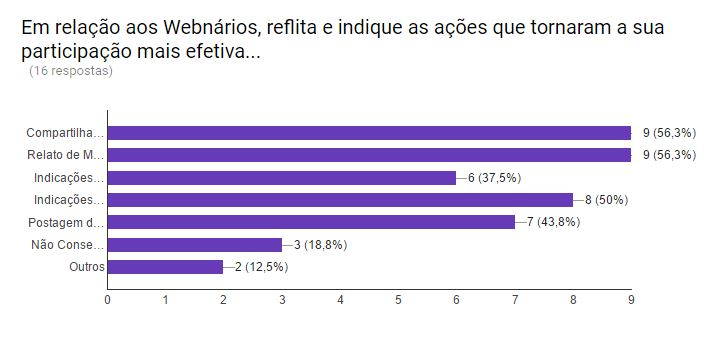 Em relação aos Webnários, reflita e indique as ações que tornaram a sua
participação mais efetiva...
(16 respostas)
Compartilha... 9 (56,3%)
Relato de M... 9 (56,3%)
Indicações... 6 (37,5%)
Indicações... 8 (50%)
Postagem d... 7 (43,8%)
Não Conse... 3 (18,8%)
Outros 2 (12,5%)
0 1 2 3 4 5 6 7 8 9